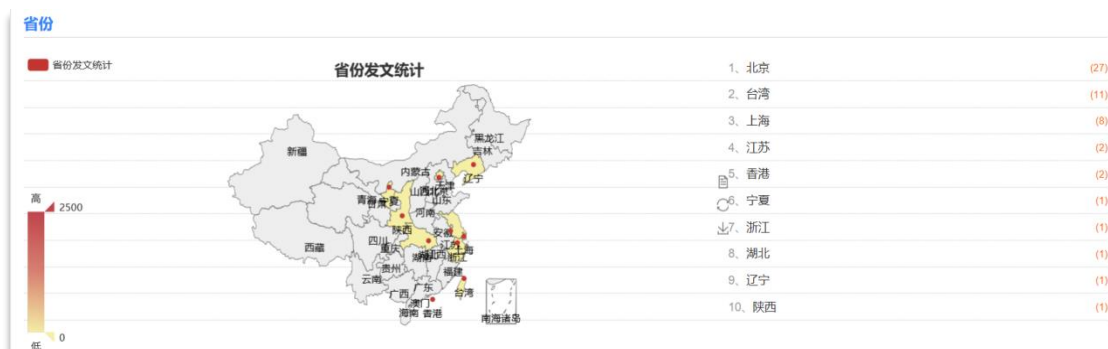 省份
省份发文统计
省份发文统计
高
2500
0
低
黑龙江
吉林
新疆
内蒙古
辽宁
天津
北京
山西
山东
青海
宁夏
甘肃
河南
陕西
西藏
四川
重庆
安徽
江苏
上海
湖北
湖南
江西
浙江
贵州
云南
福建
广西
广东
台湾
澳门
海南
香港
南海诸岛
1、北京 (27)
2、台湾 (11)
3、上海 (8)
4、江苏 (2)
5、香港 (2)
6、宁夏 (1)
7、浙江 (1)
8、湖北 (1)
9、辽宁 (1)
10、陕西 (1)